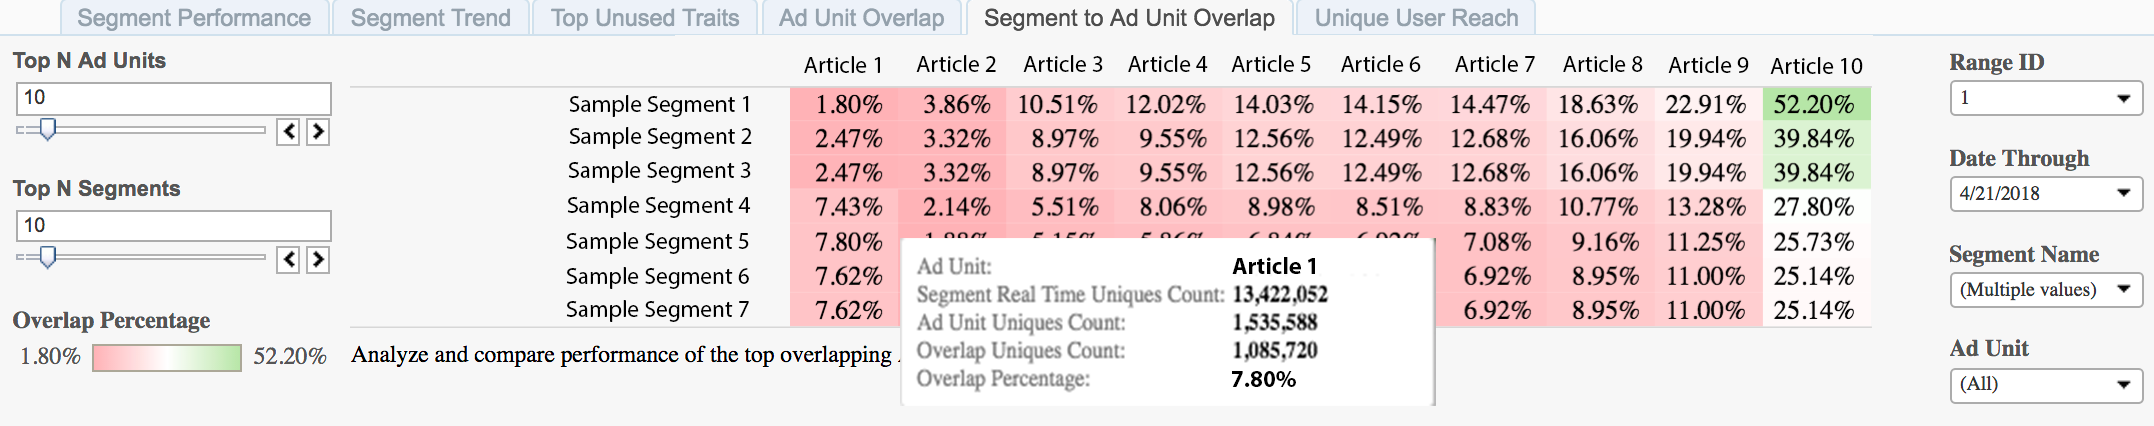 Segment Performance Segment Trend Top Unused Traits Ad Unit Overlap Segment to Ad Unit Overlap Unique User Reach
Top N Ad Units
10
Top N Segments
10
Overlap Percentage
1.80% 52.20%
Article 1 Article 2 Article 3 Article 4 Article 5 Article 6 Article 7 Article 8 Article 9 Article 10
Sample Segment 1 1.80% 3.86% 10.51% 12.02% 14.03% 14.15% 14.47% 18.63% 22.91% 52.20%
Sample Segment 2 2.47% 3.32% 8.97% 9.55% 12.56% 12.49% 12.68% 16.06% 19.94% 39.84%
Sample Segment 3 2.47% 3.32% 8.97% 9.55% 12.56% 12.49% 12.68% 16.06% 19.94% 39.84%
Sample Segment 4 7.43% 2.14% 5.51% 8.06% 8.98% 8.51% 8.83% 10.77% 13.28% 27.80%
Sample Segment 5 7.80% 7.08% 9.16% 11.25% 25.73%
Sample Segment 6 7.62% 6.92% 8.95% 11.00% 25.14%
Sample Segment 7 7.62% 6.92% 8.95% 11.00% 25.14%
Ad Unit: Article 1
Segment Real Time Uniques Count: 13,422,052
Ad Unit Uniques Count: 1,535,588
Overlap Uniques Count: 1,085,720
Overlap Percentage: 7.80%
Analyze and compare performance of the top overlapping
Range ID
1
Date Through
4/21/2018
Segment Name
(Multiple values)
Ad Unit
(All)